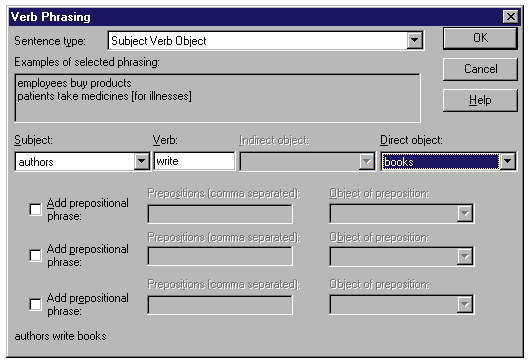 Verb Phrasing
Sentence type: Subject Verb Object OK
Examples of selected phrasing:
employees buy products
patients take medicines [for illnesses]
Cancel
Help
Subject: Verb: Indirect object: Direct object:
authors write books
Prepositions (comma separated): Object of preposition:
Add prepositional
phrase:
Prepositions (comma separated): Object of preposition:
Add prepositional
phrase:
Prepositions (comma separated): Object of preposition:
Add prepositional
phrase:
authors write books